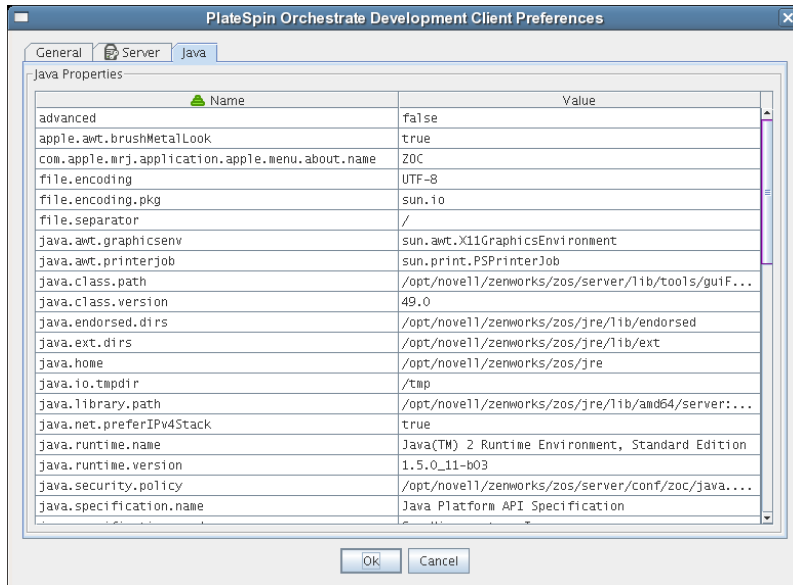 PlateSpin Orchestrate Development Client Preferences
General Server Java
Java Properties
Name Value
advanced false
apple.awt.brushMetalLook true
com.apple.mrj.application.apple.menu.about.name ZOC
file.encoding UTF-8
file.encoding.pkg sun.io
file.separator /
java.awt.graphicsenv sun.awt.X11GraphicsEnvironment
java.awt.printerjob sun.print.PSPrinterJob
java.class.path /opt/novell/zenworks/zos/server/lib/tools/guiF...
java.class.version 49.0
java.endorsed.dirs /opt/novell/zenworks/zos/jre/lib/endorsed
java.ext.dirs /opt/novell/zenworks/zos/jre/lib/ext
java.home /opt/novell/zenworks/zos/jre
java.io.tmpdir /tmp
java.library.path /opt/novell/zenworks/zos/jre/lib/amd64/server:...
java.net.preferIPv4Stack true
java.runtime.name Java(TM) 2 Runtime Environment, Standard Edition
java.runtime.version 1.5.0_11-b03
java.security.policy /opt/novell/zenworks/zos/server/conf/zoc/java....
java.specification.name Java Platform API Specification
Ok Cancel